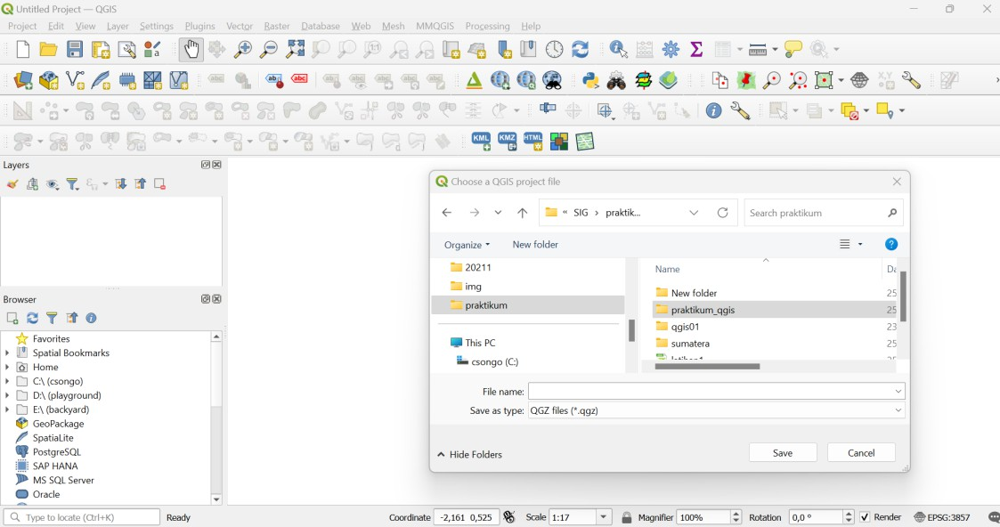 Untitled Project — QGIS
Project Edit View Layer Settings Plugins Vector Raster Database Web Mesh MMQGIS Processing Help
1:1
abc
abc abc
X,Y
KML KMZ HTML
Layers
Browser
Favorites
Spatial Bookmarks
Home
C:\ (csongo)
D:\ (playground)
E:\ (backyard)
GeoPackage
SpatiaLite
PostgreSQL
SAP HANA
MS SQL Server
Oracle
Choose a QGIS project file
« SIG › praktik...
Search praktikum
Organize
New folder
20211
img
praktikum
This PC
csongo (C:)
Name
New folder 25
praktikum_qgis 25
qgis01 23
sumatera 25
File name:
Save as type: QGZ files (*.qgz)
Hide Folders
Save
Cancel
Type to locate (Ctrl+K)
Ready
Coordinate -2,161 0,525
Scale 1:17
Magnifier 100%
Rotation 0,0 °
Render
EPSG:3857